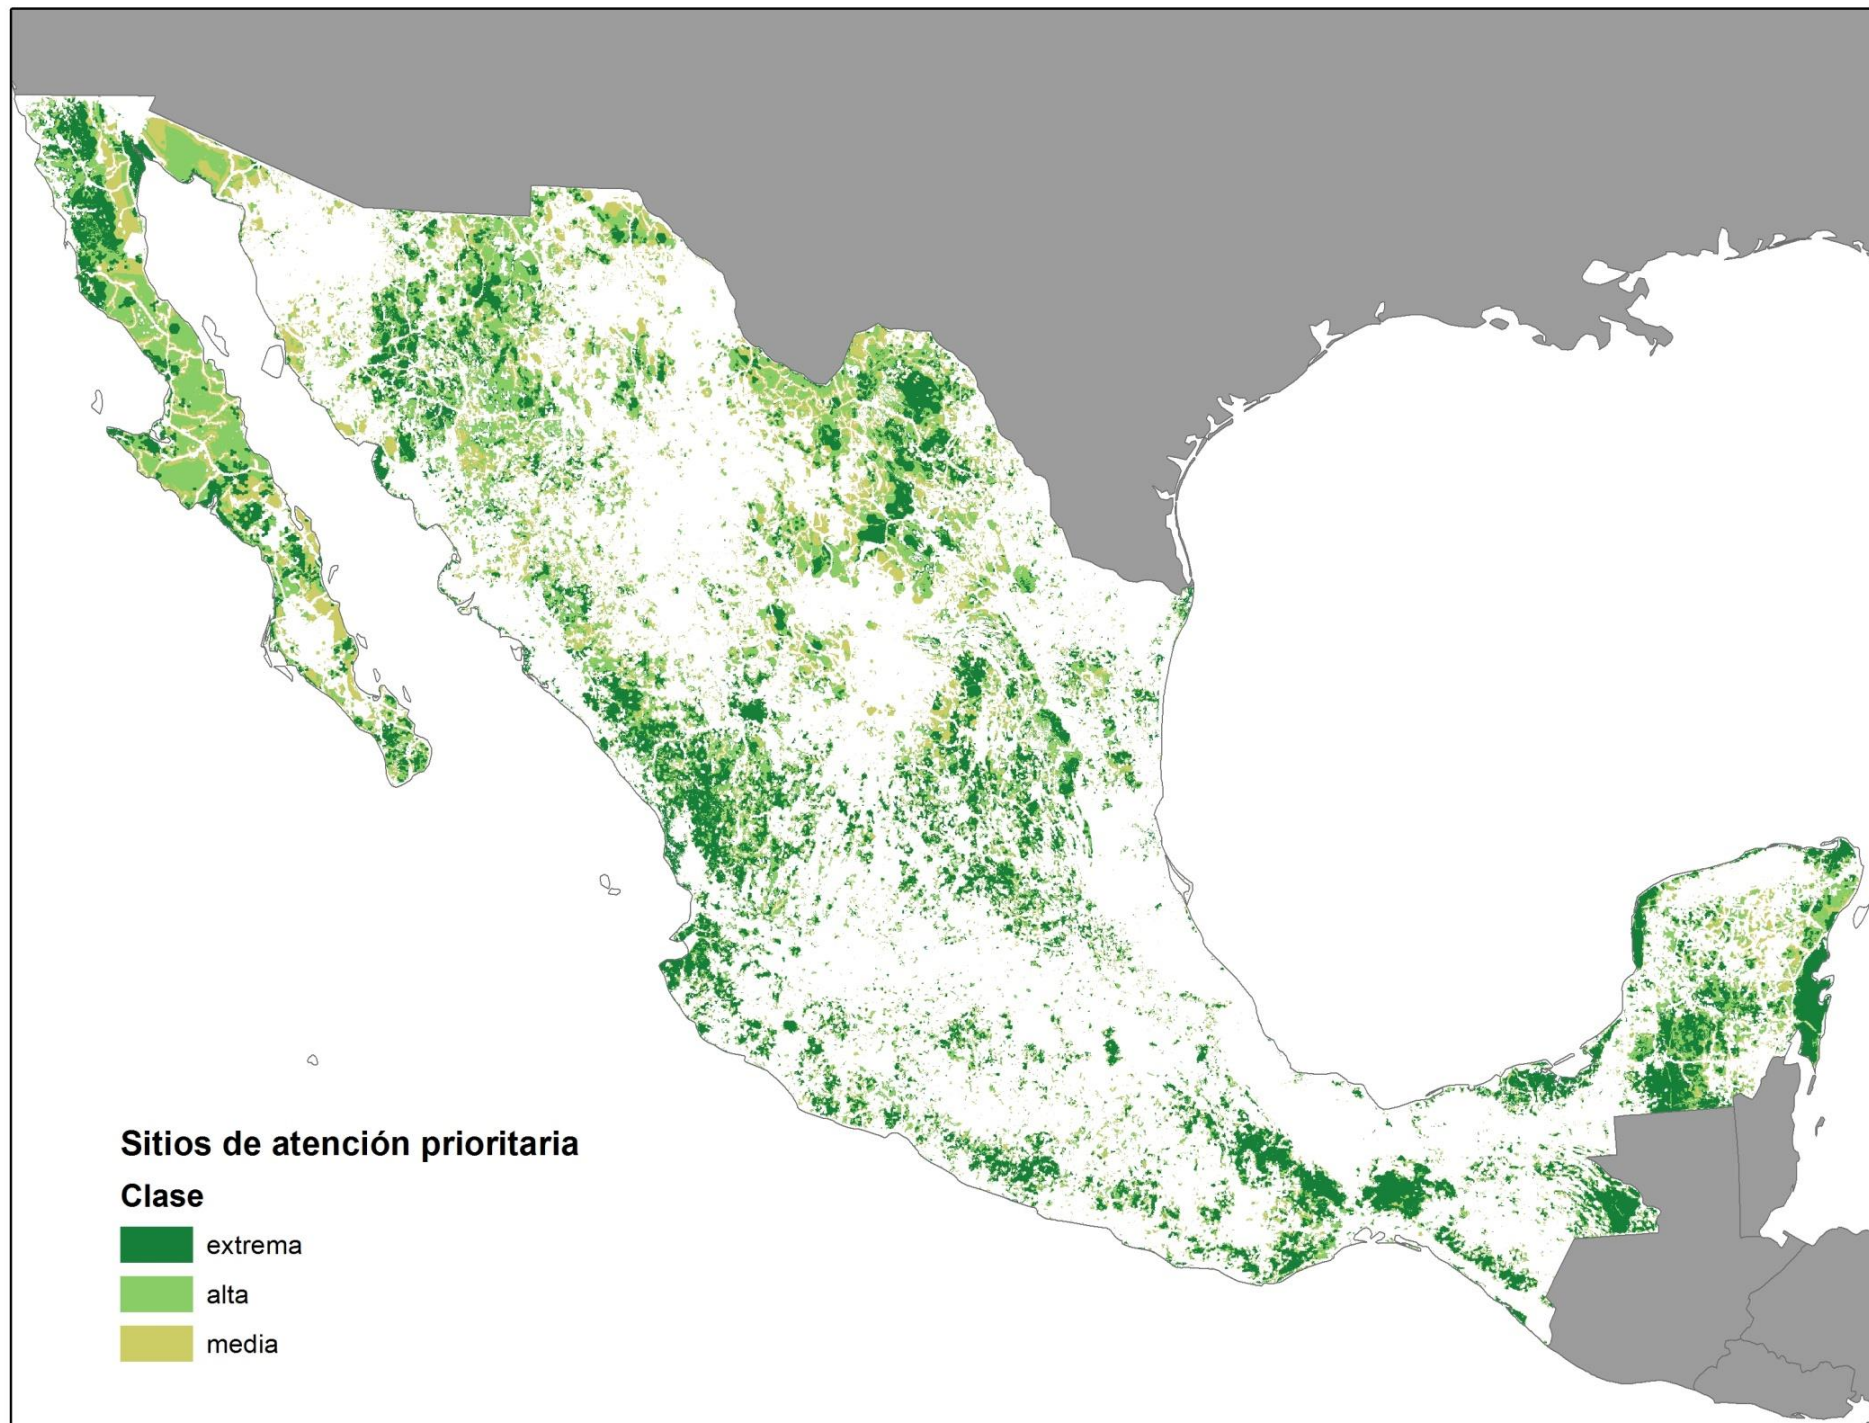 Sitios de atención prioritaria
Clase
extrema
alta
media